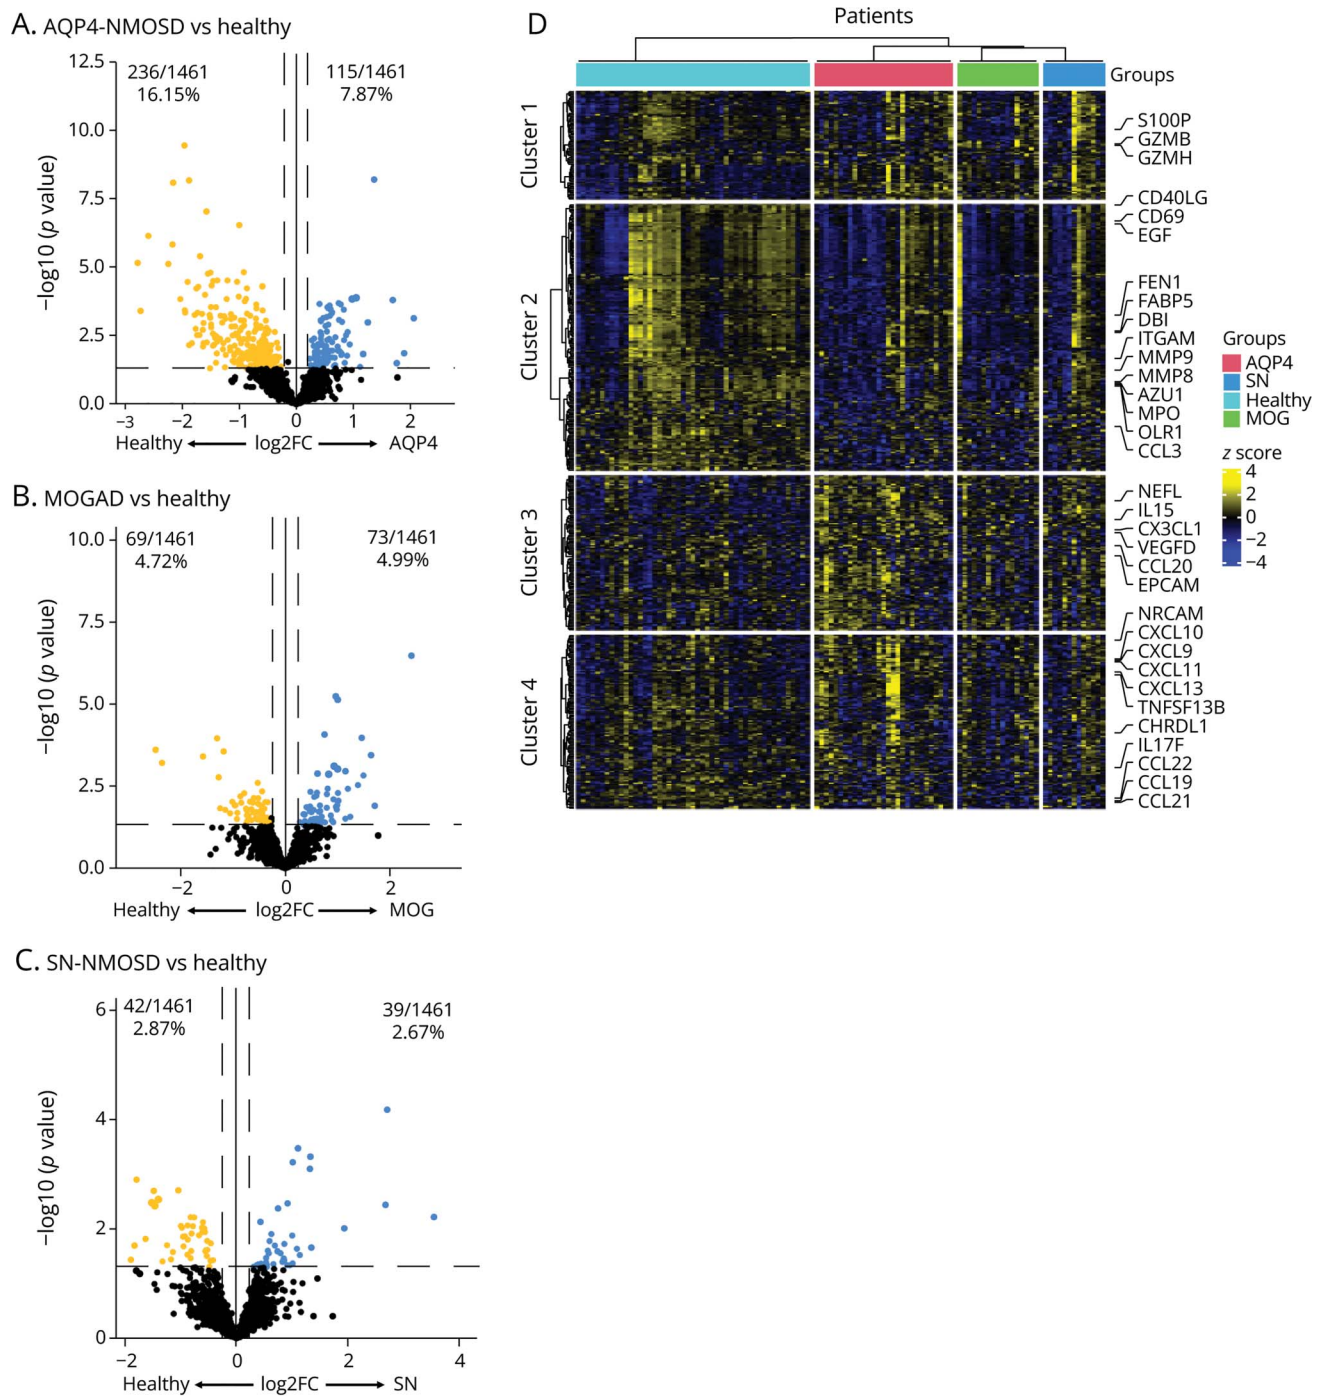 A. AQP4-NMOSD vs healthy
12.5
10.0
7.5
5.0
2.5
0.0
−log10 (p value)
236/1461
16.15%
115/1461
7.87%
−3 −2 −1 0 1 2
Healthy log2FC AQP4
B. MOGAD vs healthy
10.0
7.5
5.0
2.5
0.0
−log10 (p value)
69/1461
4.72%
73/1461
4.99%
−2 0 2
Healthy log2FC MOG
C. SN-NMOSD vs healthy
6
4
2
0
−log10 (p value)
42/1461
2.87%
39/1461
2.67%
−2 0 2 4
Healthy log2FC SN
D
Patients
Groups
Cluster 1
Cluster 2
Cluster 3
Cluster 4
S100P
GZMB
GZMH
CD40LG
CD69
EGF
FEN1
FABP5
DBI
ITGAM
MMP9
MMP8
AZU1
MPO
OLR1
CCL3
NEFL
IL15
CX3CL1
VEGFD
CCL20
EPCAM
NRCAM
CXCL10
CXCL9
CXCL11
CXCL13
TNFSF13B
CHRDL1
IL17F
CCL22
CCL19
CCL21
Groups
AQP4
SN
Healthy
MOG
z score
4
2
0
−2
−4